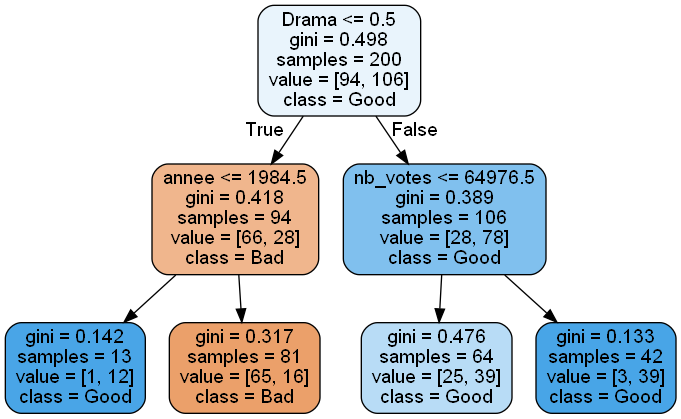 Drama <= 0.5
gini = 0.498
samples = 200
value = [94, 106]
class = Good
True
False
annee <= 1984.5
gini = 0.418
samples = 94
value = [66, 28]
class = Bad
nb_votes <= 64976.5
gini = 0.389
samples = 106
value = [28, 78]
class = Good
gini = 0.142
samples = 13
value = [1, 12]
class = Good
gini = 0.317
samples = 81
value = [65, 16]
class = Bad
gini = 0.476
samples = 64
value = [25, 39]
class = Good
gini = 0.133
samples = 42
value = [3, 39]
class = Good